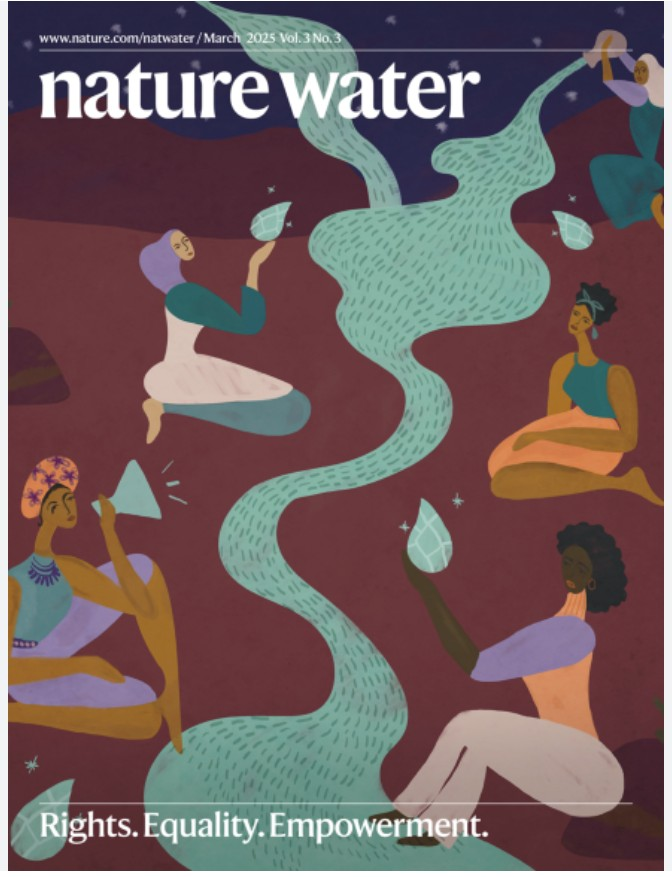 www.nature.com/natwater / March 2025 Vol. 3 No. 3
nature water
Rights. Equality. Empowerment.